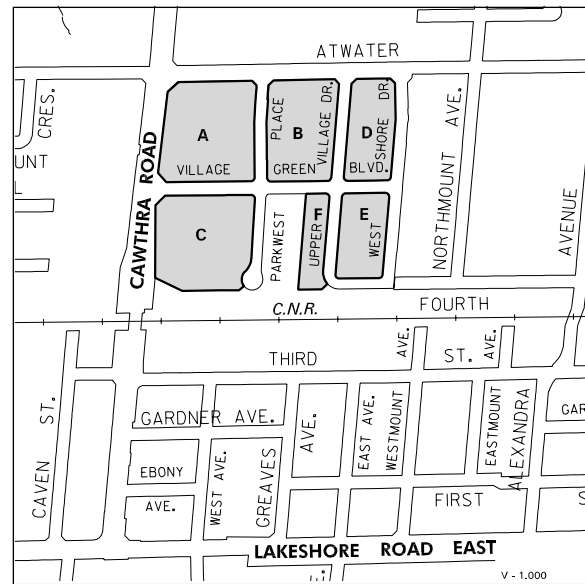 ATWATER
CRES.
UNT
L
CAWTHRA ROAD
A
PLACE
B
VILLAGE DR.
D
SHORE DR.
VILLAGE
GREEN
BLVD.
NORTHMOUNT AVE.
AVENUE
C
PARKWEST
F
UPPER
E
WEST
C.N.R.
FOURTH
THIRD
AVE.
ST.
AVE.
CAVEN ST.
GARDNER AVE.
AVE.
EAST AVE.
WESTMOUNT
EASTMOUNT
ALEXANDRA
GAR
EBONY
AVE.
WEST AVE.
GREAVES
FIRST
S
LAKESHORE ROAD EAST
V - 1.000